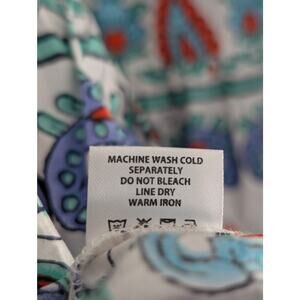 MACHINE WASH COLD
SEPARATELY
DO NOT BLEACH
LINE DRY
WARM IRON